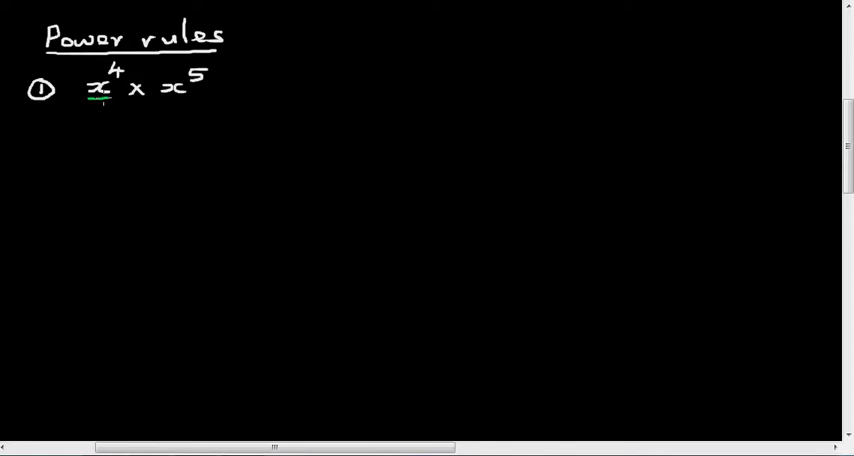 Power rules
① x⁴ × x⁵